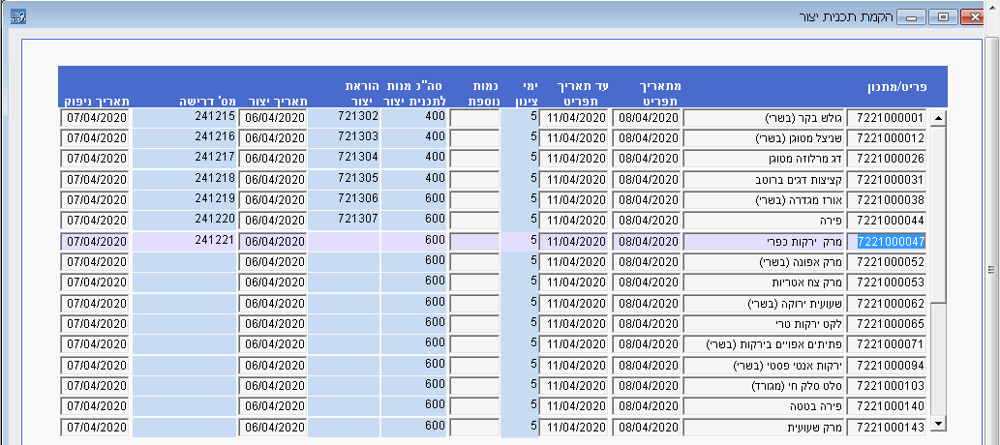 הקמת תכנית יצור
פריט/מתכון מתאריך תפריט עד תאריך תפריט ימי צינון כמות נוספת סה"כ מנות לתכנית יצור הוראת יצור תאריך יצור מס' דרישה תאריך ניפוק
7221000001 גולש בקר (בשרי) 08/04/2020 11/04/2020 5 400 721302 06/04/2020 241215 07/04/2020
7221000012 שניצל מטוגן (בשרי) 08/04/2020 11/04/2020 5 400 721303 06/04/2020 241216 07/04/2020
7221000026 דג מרלוזה מטוגן 08/04/2020 11/04/2020 5 400 721304 06/04/2020 241217 07/04/2020
7221000031 קציצות דגים ברוטב 08/04/2020 11/04/2020 5 400 721305 06/04/2020 241218 07/04/2020
7221000038 אורז מגדרה (בשרי) 08/04/2020 11/04/2020 5 600 721306 06/04/2020 241219 07/04/2020
7221000044 פירה 08/04/2020 11/04/2020 5 600 721307 06/04/2020 241220 07/04/2020
7221000047 מרק ירקות כפרי 08/04/2020 11/04/2020 5 600 06/04/2020 241221 07/04/2020
7221000052 מרק אפונה (בשרי) 08/04/2020 11/04/2020 5 600 06/04/2020 07/04/2020
7221000053 מרק צח אטריות 08/04/2020 11/04/2020 5 600 06/04/2020 07/04/2020
7221000062 שעועית ירוקה (בשרי) 08/04/2020 11/04/2020 5 600 06/04/2020 07/04/2020
7221000065 לקט ירקות טרי 08/04/2020 11/04/2020 5 600 06/04/2020 07/04/2020
7221000071 פתיתים אפויים בירקות (בשרי) 08/04/2020 11/04/2020 5 600 06/04/2020 07/04/2020
7221000094 ירקות אנטי פסטי (בשרי) 08/04/2020 11/04/2020 5 600 06/04/2020 07/04/2020
7221000103 סלט סלק חי (מגורד) 08/04/2020 11/04/2020 5 600 06/04/2020 07/04/2020
7221000140 פירה בטטה 08/04/2020 11/04/2020 5 600 06/04/2020 07/04/2020
7221000143 מרק שעועית 08/04/2020 11/04/2020 5 600 06/04/2020 07/04/2020